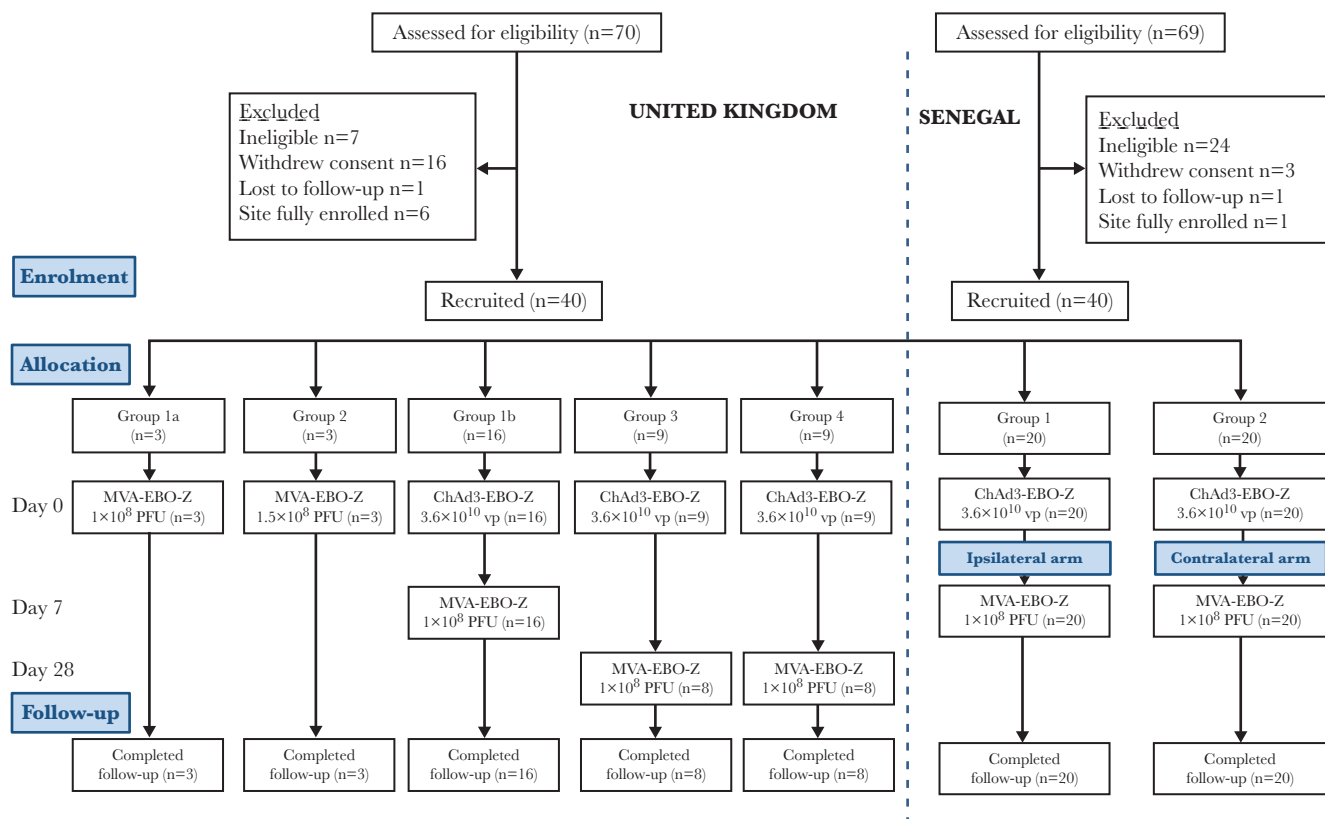 Assessed for eligibility (n=70)
Assessed for eligibility (n=69)
UNITED KINGDOM
SENEGAL
Excluded
Ineligible n=7
Withdrew consent n=16
Lost to follow-up n=1
Site fully enrolled n=6
Excluded
Ineligible n=24
Withdrew consent n=3
Lost to follow-up n=1
Site fully enrolled n=1
Enrolment
Recruited (n=40)
Recruited (n=40)
Allocation
Group 1a
(n=3)
Group 2
(n=3)
Group 1b
(n=16)
Group 3
(n=9)
Group 4
(n=9)
Group 1
(n=20)
Group 2
(n=20)
Day 0
MVA-EBO-Z
1×10⁸ PFU (n=3)
MVA-EBO-Z
1.5×10⁸ PFU (n=3)
ChAd3-EBO-Z
3.6×10¹⁰ vp (n=16)
ChAd3-EBO-Z
3.6×10¹⁰ vp (n=9)
ChAd3-EBO-Z
3.6×10¹⁰ vp (n=9)
ChAd3-EBO-Z
3.6×10¹⁰ vp (n=20)
ChAd3-EBO-Z
3.6×10¹⁰ vp (n=20)
Ipsilateral arm
Contralateral arm
Day 7
MVA-EBO-Z
1×10⁸ PFU (n=16)
MVA-EBO-Z
1×10⁸ PFU (n=20)
MVA-EBO-Z
1×10⁸ PFU (n=20)
Day 28
MVA-EBO-Z
1×10⁸ PFU (n=8)
MVA-EBO-Z
1×10⁸ PFU (n=8)
Follow-up
Completed
follow-up (n=3)
Completed
follow-up (n=3)
Completed
follow-up (n=16)
Completed
follow-up (n=8)
Completed
follow-up (n=8)
Completed
follow-up (n=20)
Completed
follow-up (n=20)